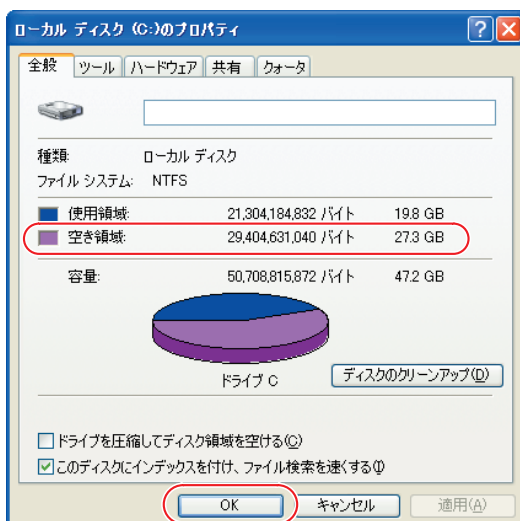 ローカル ディスク (C:)のプロパティ
全般 ツール ハードウェア 共有 クォータ
種類: ローカル ディスク
ファイル システム: NTFS
使用領域: 21,304,184,832 バイト 19.8 GB
空き領域: 29,404,631,040 バイト 27.3 GB
容量: 50,708,815,872 バイト 47.2 GB
ドライブ C
ディスクのクリーンアップ(D)
ドライブを圧縮してディスク領域を空ける(C)
このディスクにインデックスを付け、ファイル検索を速くする(I)
OK キャンセル 適用(A)